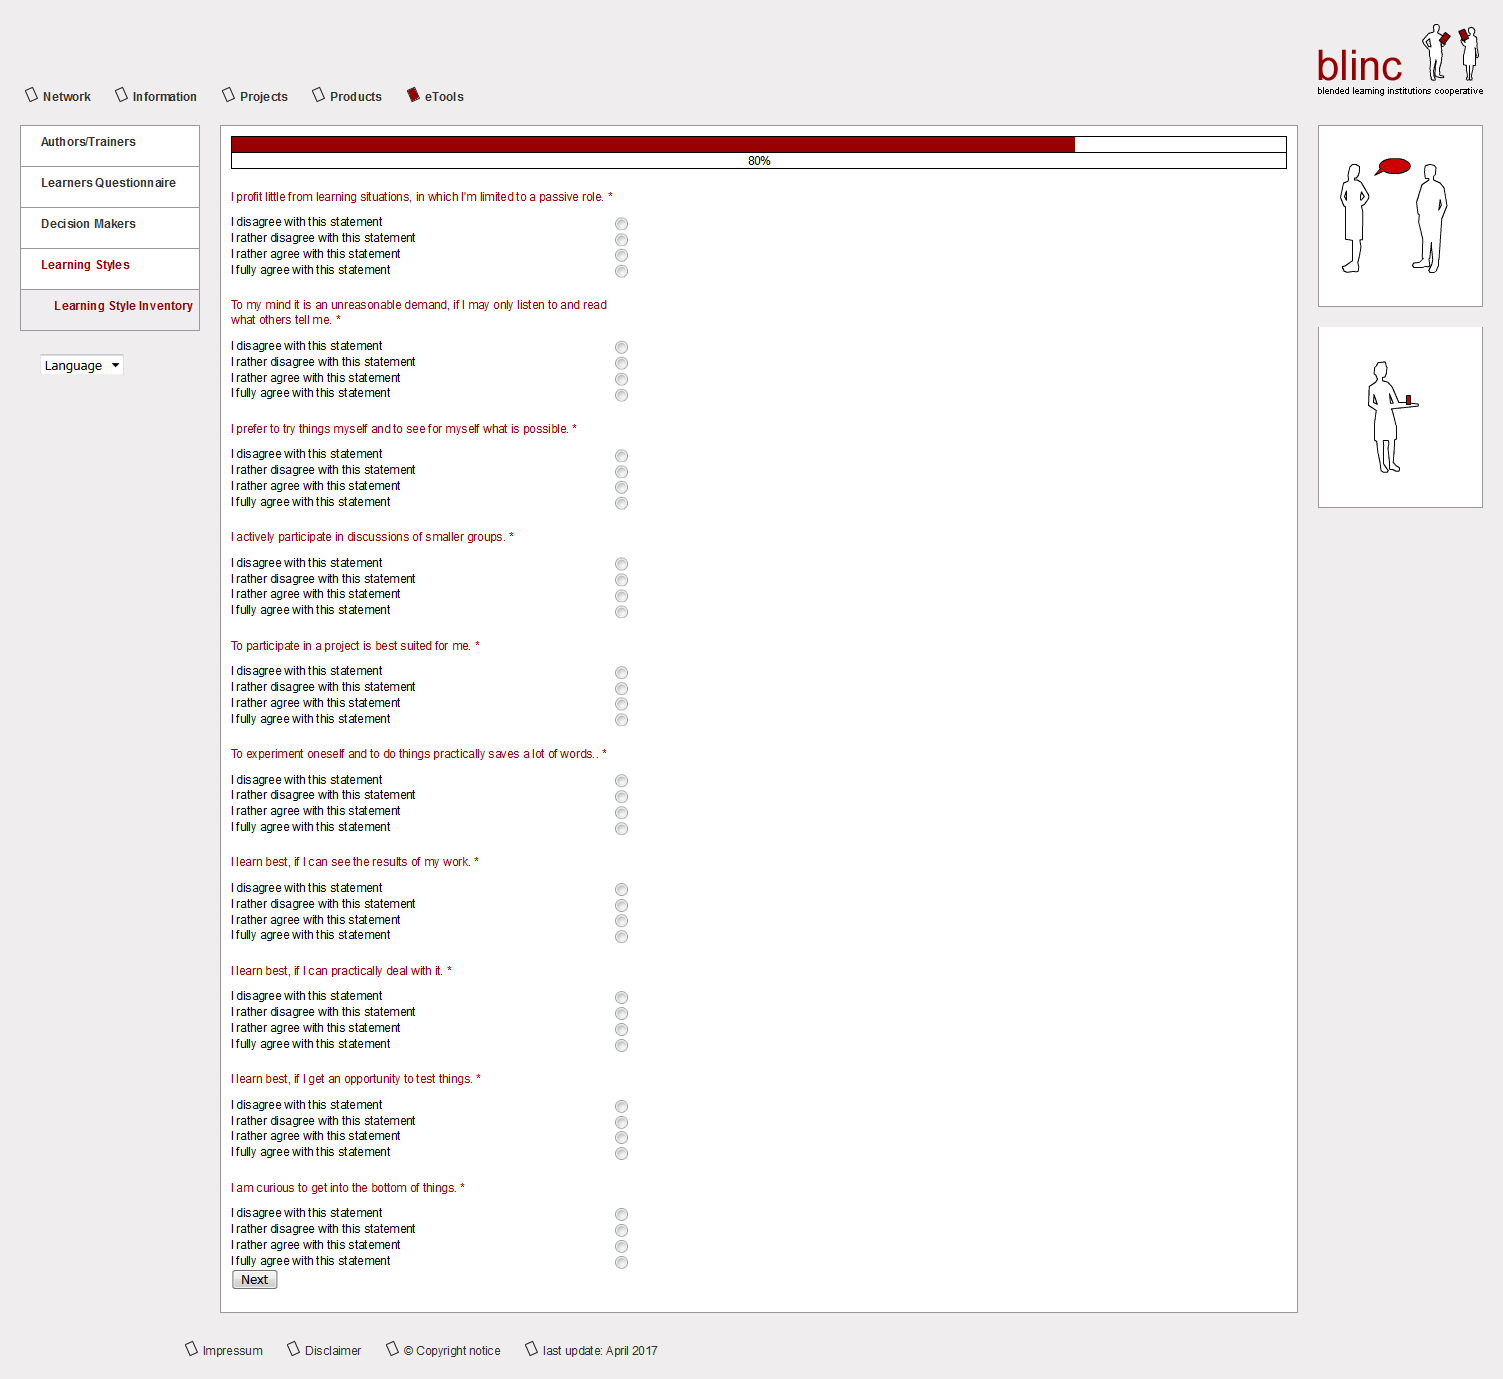 blinc
blended learning institutions cooperative
Network
Information
Projects
Products
eTools
Authors/Trainers
Learners Questionnaire
Decision Makers
Learning Styles
Learning Style Inventory
Language
80%
I profit little from learning situations, in which I'm limited to a passive role. *
I disagree with this statement
I rather disagree with this statement
I rather agree with this statement
I fully agree with this statement
To my mind it is an unreasonable demand, if I may only listen to and read
what others tell me. *
I disagree with this statement
I rather disagree with this statement
I rather agree with this statement
I fully agree with this statement
I prefer to try things myself and to see for myself what is possible. *
I disagree with this statement
I rather disagree with this statement
I rather agree with this statement
I fully agree with this statement
I actively participate in discussions of smaller groups. *
I disagree with this statement
I rather disagree with this statement
I rather agree with this statement
I fully agree with this statement
To participate in a project is best suited for me. *
I disagree with this statement
I rather disagree with this statement
I rather agree with this statement
I fully agree with this statement
To experiment oneself and to do things practically saves a lot of words.. *
I disagree with this statement
I rather disagree with this statement
I rather agree with this statement
I fully agree with this statement
I learn best, if I can see the results of my work. *
I disagree with this statement
I rather disagree with this statement
I rather agree with this statement
I fully agree with this statement
I learn best, if I can practically deal with it. *
I disagree with this statement
I rather disagree with this statement
I rather agree with this statement
I fully agree with this statement
I learn best, if I get an opportunity to test things. *
I disagree with this statement
I rather disagree with this statement
I rather agree with this statement
I fully agree with this statement
I am curious to get into the bottom of things. *
I disagree with this statement
I rather disagree with this statement
I rather agree with this statement
I fully agree with this statement
Next
Impressum
Disclaimer
© Copyright notice
last update: April 2017